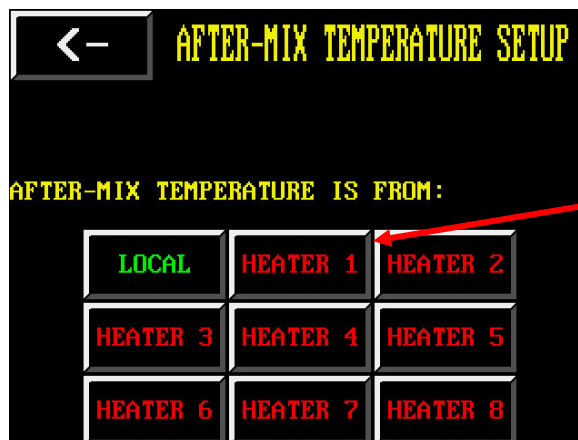 <- AFTER-MIX TEMPERATURE SETUP
AFTER-MIX TEMPERATURE IS FROM:
LOCAL HEATER 1 HEATER 2
HEATER 3 HEATER 4 HEATER 5
HEATER 6 HEATER 7 HEATER 8